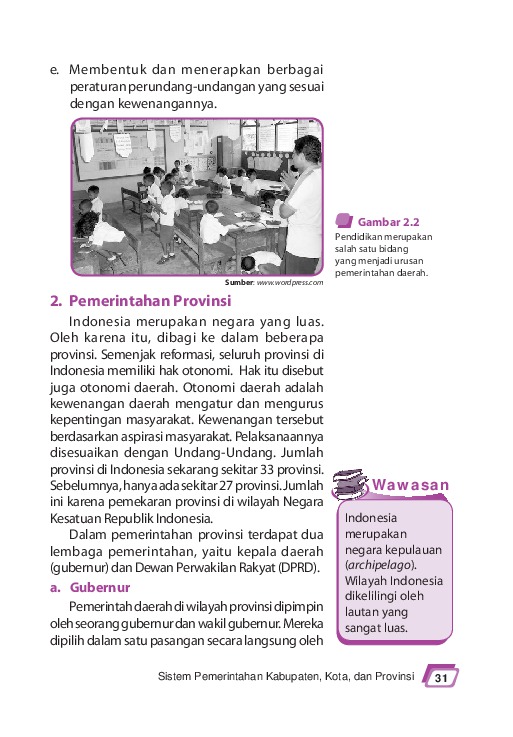 e. Membentuk dan menerapkan berbagai
peraturan perundang-undangan yang sesuai
dengan kewenangannya.
Gambar 2.2
Pendidikan merupakan
salah satu bidang
yang menjadi urusan
pemerintahan daerah.
Sumber: www.wordpress.com
2. Pemerintahan Provinsi
Indonesia merupakan negara yang luas.
Oleh karena itu, dibagi ke dalam beberapa
provinsi. Semenjak reformasi, seluruh provinsi di
Indonesia memiliki hak otonomi. Hak itu disebut
juga otonomi daerah. Otonomi daerah adalah
kewenangan daerah mengatur dan mengurus
kepentingan masyarakat. Kewenangan tersebut
berdasarkan aspirasi masyarakat. Pelaksanaannya
disesuaikan dengan Undang-Undang. Jumlah
provinsi di Indonesia sekarang sekitar 33 provinsi.
Sebelumnya, hanya ada sekitar 27 provinsi. Jumlah
ini karena pemekaran provinsi di wilayah Negara
Kesatuan Republik Indonesia.
Dalam pemerintahan provinsi terdapat dua
lembaga pemerintahan, yaitu kepala daerah
(gubernur) dan Dewan Perwakilan Rakyat (DPRD).
a. Gubernur
Pemerintah daerah di wilayah provinsi dipimpin
oleh seorang gubernur dan wakil gubernur. Mereka
dipilih dalam satu pasangan secara langsung oleh
Wawasan
Indonesia
merupakan
negara kepulauan
(archipelago).
Wilayah Indonesia
dikelilingi oleh
lautan yang
sangat luas.
Sistem Pemerintahan Kabupaten, Kota, dan Provinsi 31